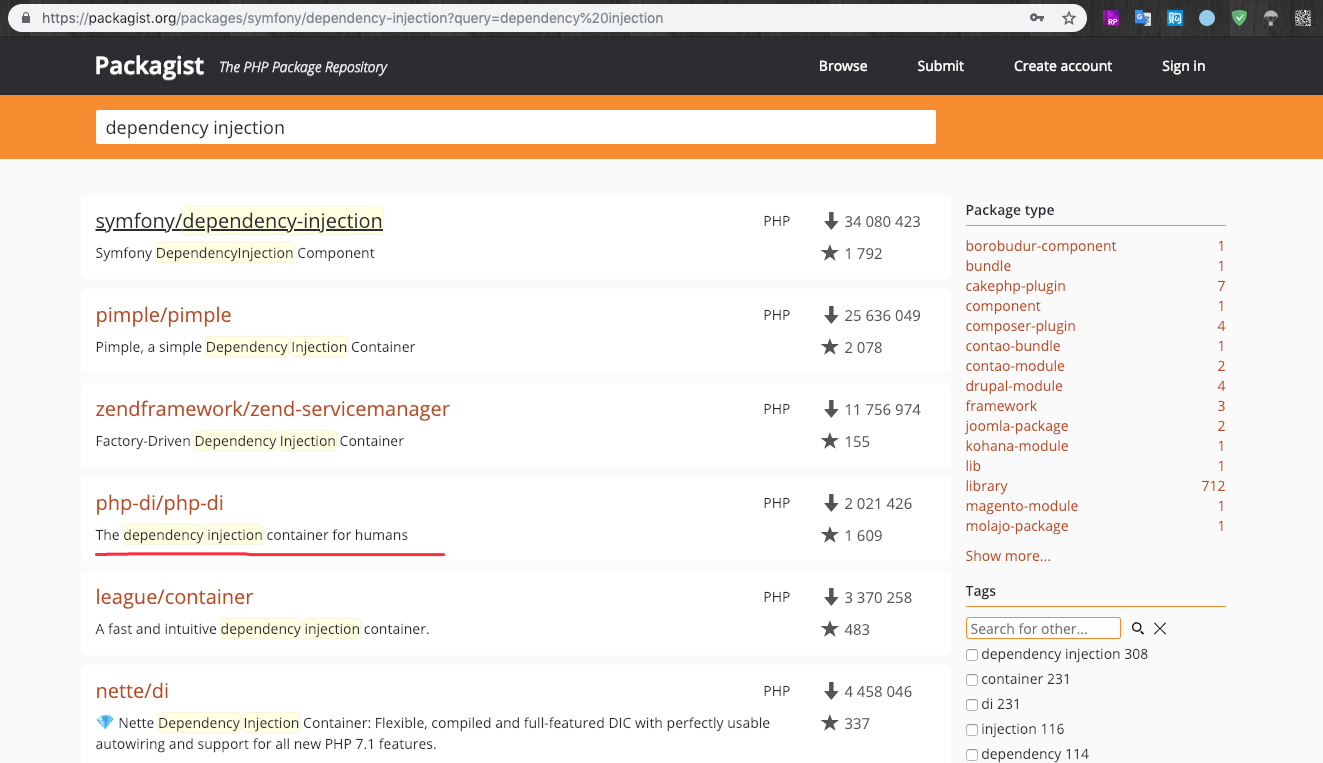 https://packagist.org/packages/symfony/dependency-injection?query=dependency%20injection
Packagist The PHP Package Repository
Browse Submit Create account Sign in
dependency injection
symfony/dependency-injection PHP 34 080 423
Symfony DependencyInjection Component 1 792
pimple/pimple PHP 25 636 049
Pimple, a simple Dependency Injection Container 2 078
zendframework/zend-servicemanager PHP 11 756 974
Factory-Driven Dependency Injection Container 155
php-di/php-di PHP 2 021 426
The dependency injection container for humans 1 609
league/container PHP 3 370 258
A fast and intuitive dependency injection container. 483
nette/di PHP 4 458 046
💎 Nette Dependency Injection Container: Flexible, compiled and full-featured DIC with perfectly usable 337
autowiring and support for all new PHP 7.1 features.
Package type
borobudur-component 1
bundle 1
cakephp-plugin 7
component 1
composer-plugin 4
contao-bundle 1
contao-module 2
drupal-module 4
framework 3
joomla-package 2
kohana-module 1
lib 1
library 712
magento-module 1
molajo-package 1
Show more...
Tags
Search for other...
dependency injection 308
container 231
di 231
injection 116
dependency 114